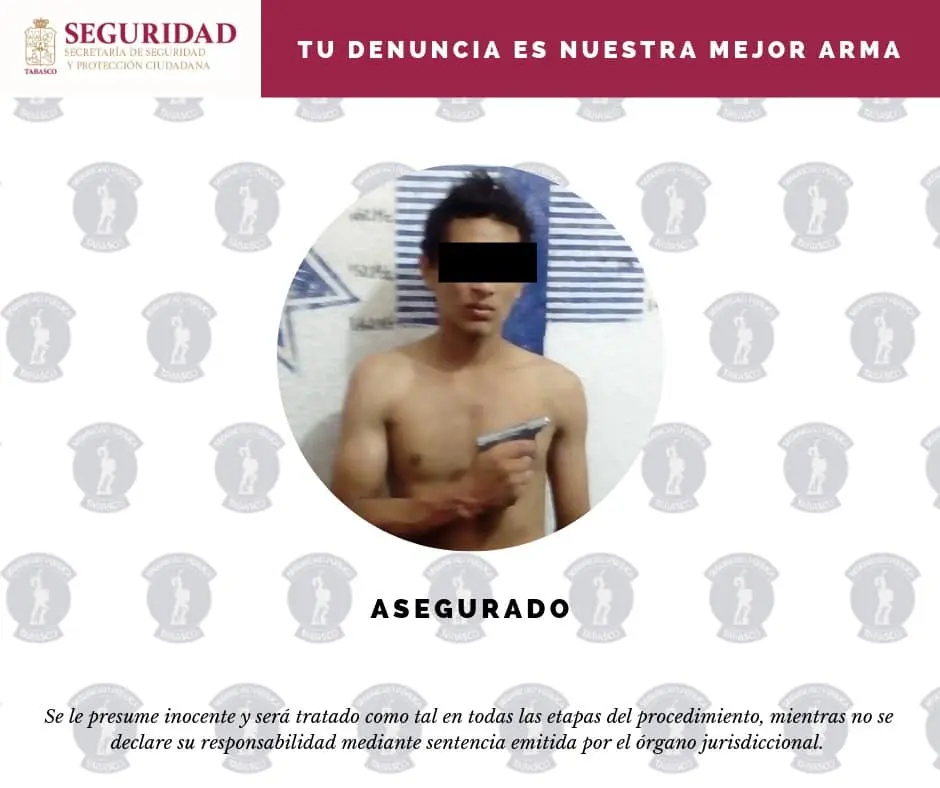 SEGURIDAD
SECRETARÍA DE SEGURIDAD
Y PROTECCIÓN CIUDADANA
TABASCO
TU DENUNCIA ES NUESTRA MEJOR ARMA
ASEGURADO
Se le presume inocente y será tratado como tal en todas las etapas del procedimiento, mientras no se
declare su responsabilidad mediante sentencia emitida por el órgano jurisdiccional.